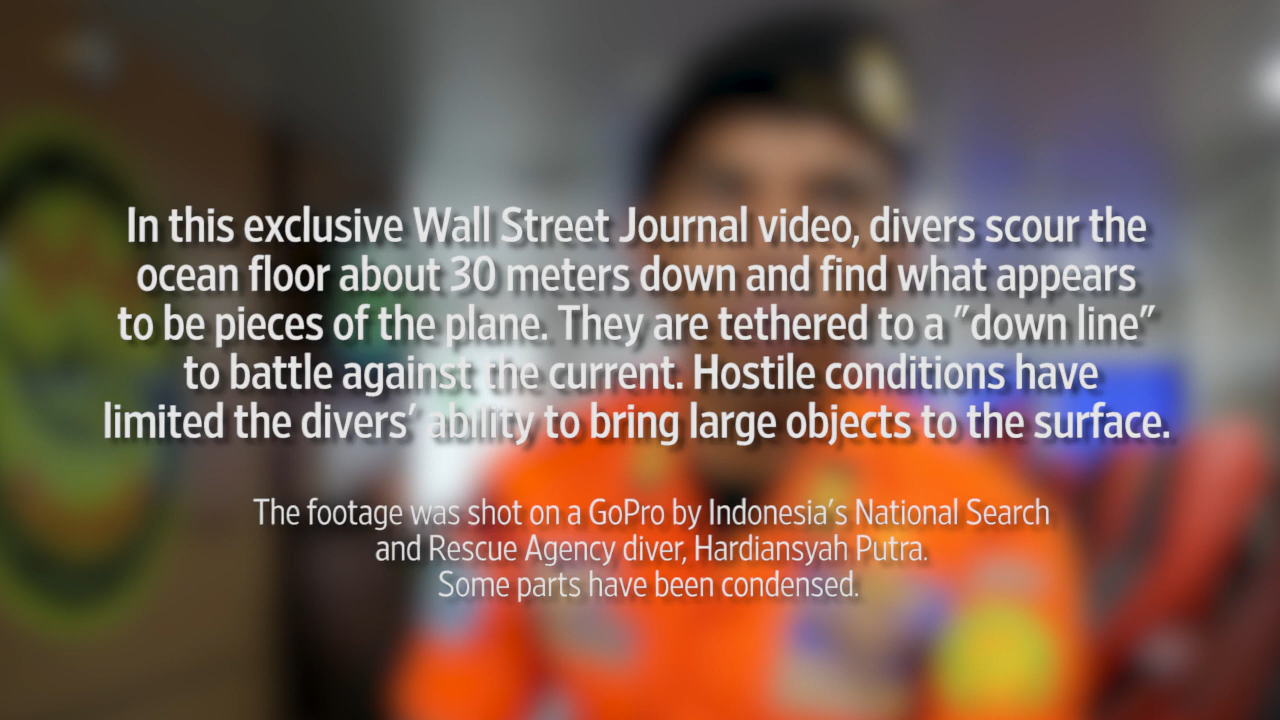 In this exclusive Wall Street Journal video, divers scour the
ocean floor about 30 meters down and find what appears
to be pieces of the plane. They are tethered to a "down line"
to battle against the current. Hostile conditions have
limited the divers' ability to bring large objects to the surface.
The footage was shot on a GoPro by Indonesia's National Search
and Rescue Agency diver, Hardiansyah Putra.
Some parts have been condensed.